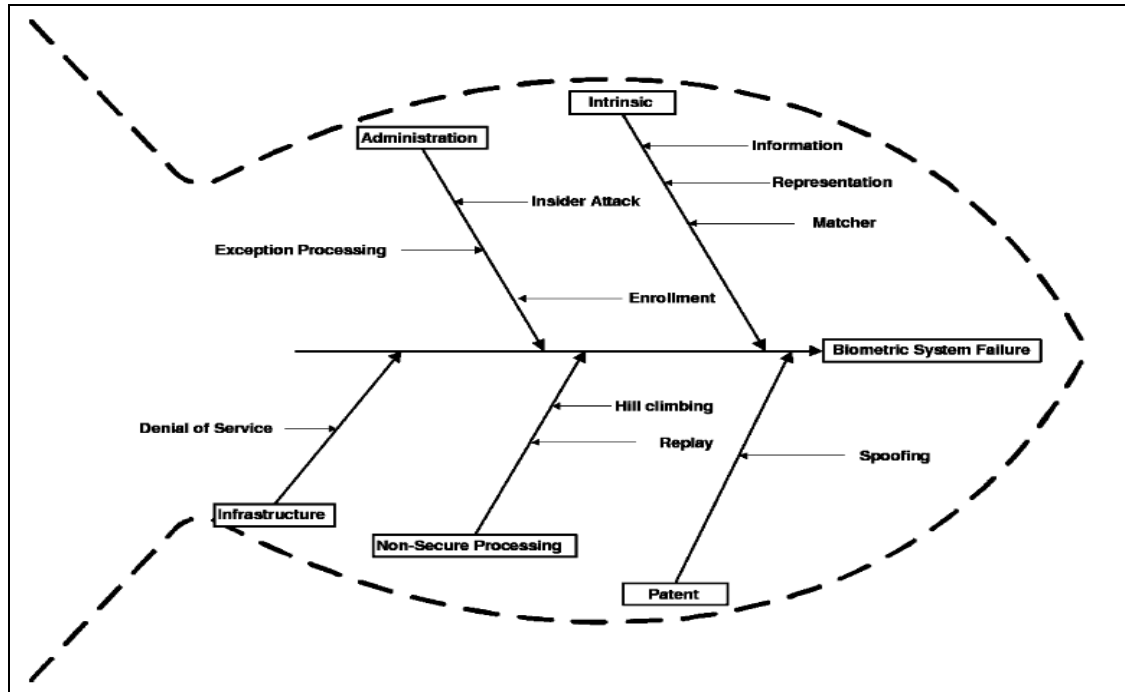 Intrinsic
Administration
Information
Representation
Insider Attack
Matcher
Exception Processing
Enrollment
Biometric System Failure
Hill climbing
Denial of Service
Replay
Spoofing
Infrastructure
Non-Secure Processing
Patent